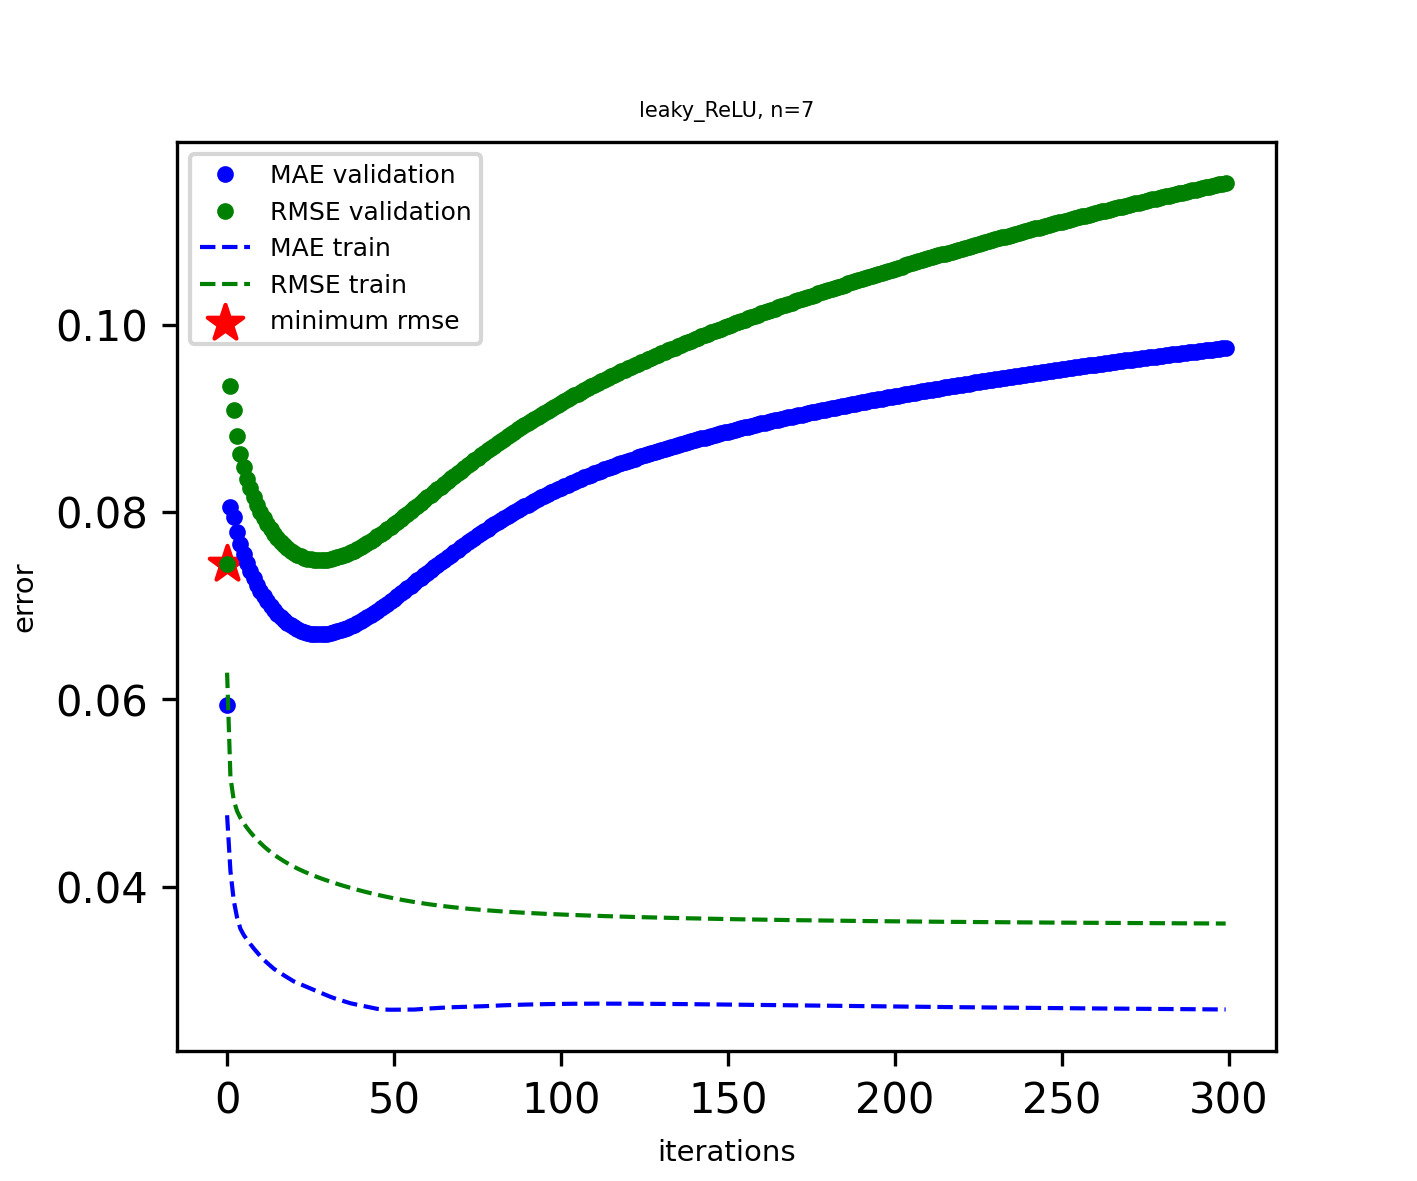 leaky_ReLU, n=7
MAE validation
RMSE validation
MAE train
RMSE train
minimum rmse
error
0.10
0.08
0.06
0.04
0 50 100 150 200 250 300
iterations